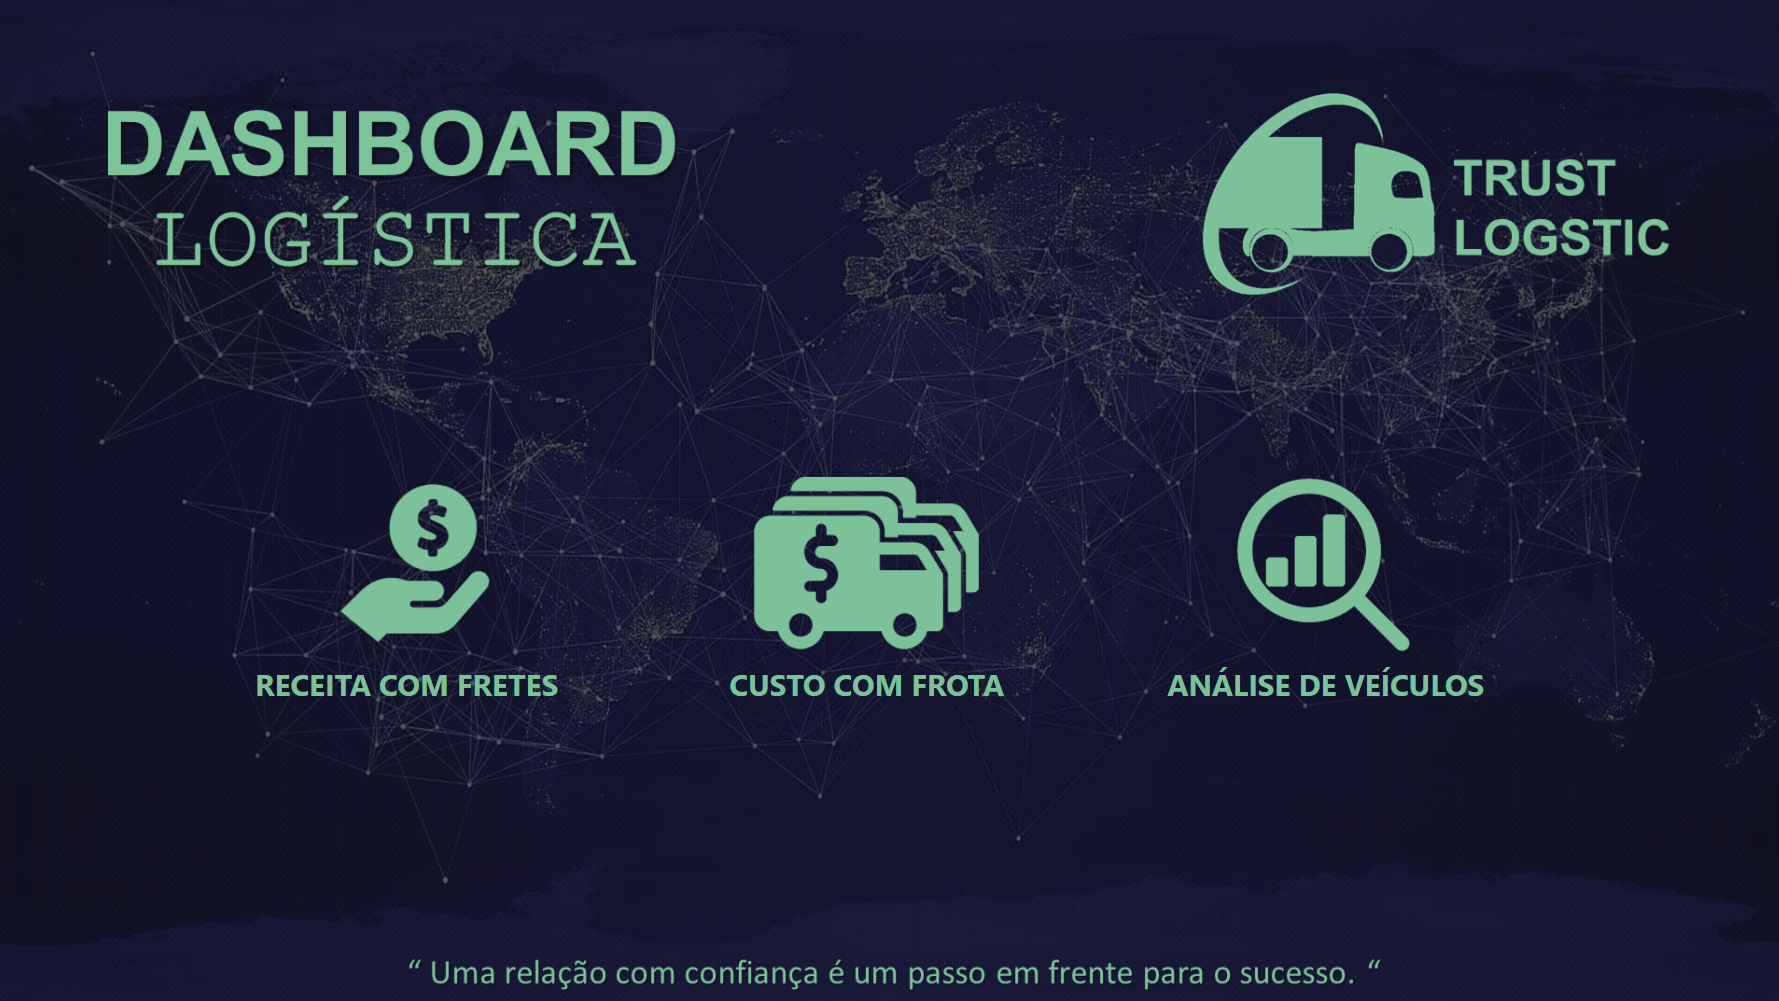 DASHBOARD
LOGÍSTICA
TRUST
LOGSTIC
$
$
RECEITA COM FRETES
CUSTO COM FROTA
ANÁLISE DE VEÍCULOS
“ Uma relação com confiança é um passo em frente para o sucesso. “